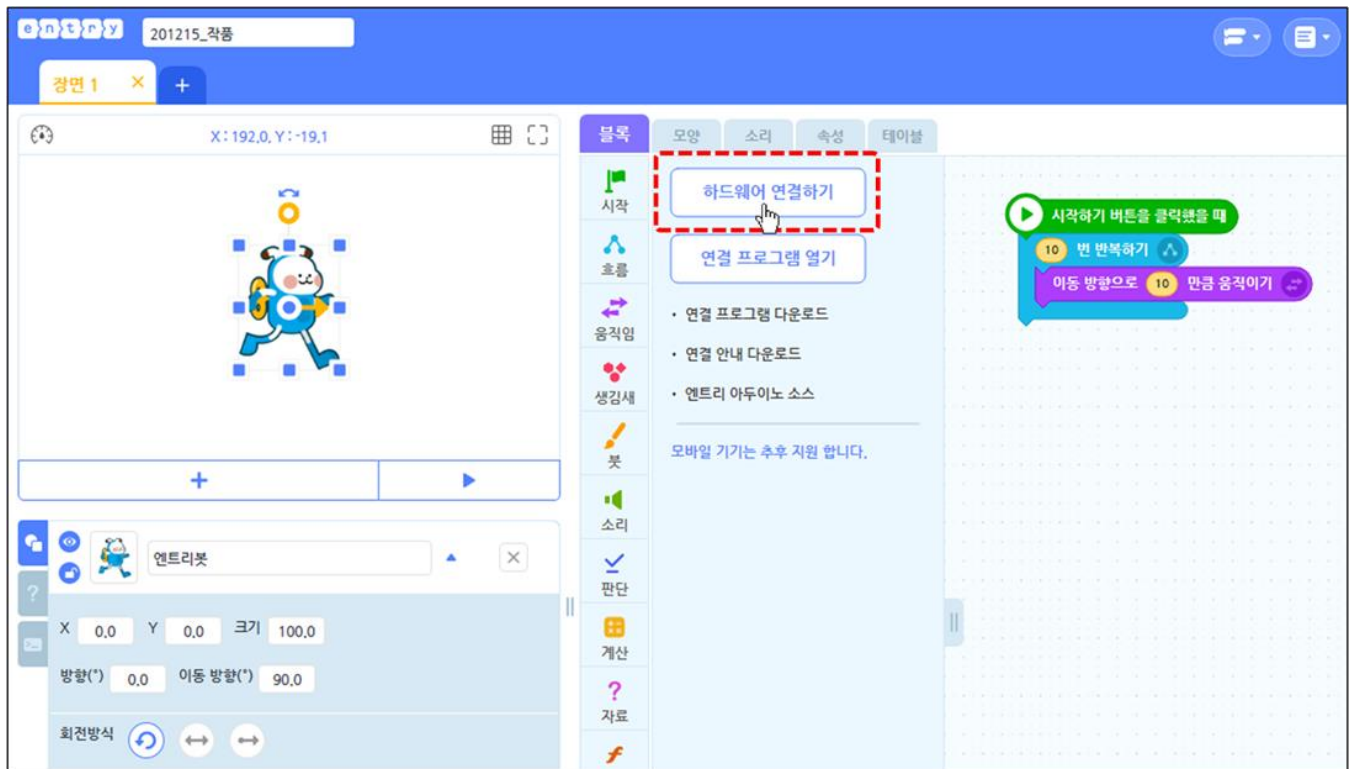 entry
201215_작품
장면 1
X : 192.0, Y : -19.1
블록
모양
소리
속성
테이블
시작
흐름
움직임
생김새
붓
소리
판단
계산
?
자료
하드웨어 연결하기
연결 프로그램 열기
• 연결 프로그램 다운로드
• 연결 안내 다운로드
• 엔트리 아두이노 소스
모바일 기기는 추후 지원 합니다.
시작하기 버튼을 클릭했을 때
10 번 반복하기
이동 방향으로 10 만큼 움직이기
엔트리봇
?
X 0.0 Y 0.0 크기 100.0
방향(°) 0.0 이동 방향(°) 90.0
회전방식